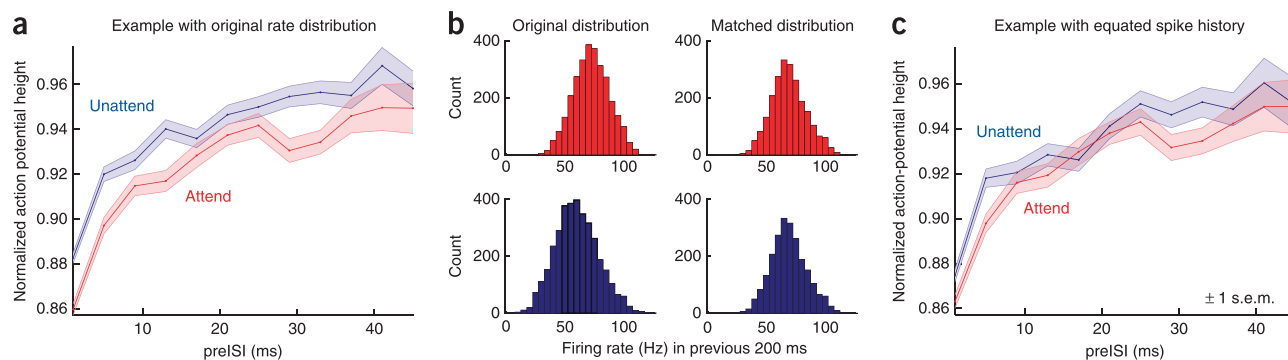 a
Example with original rate distribution
Normalized action potential height
0.96
0.94
0.92
0.90
0.88
0.86
Unattend
Attend
10
20
30
40
preISI (ms)
b
Original distribution
Matched distribution
Count
400
200
0
0
50
100
0
50
100
Count
400
200
0
0
50
100
0
50
100
Firing rate (Hz) in previous 200 ms
c
Example with equated spike history
Normalized action-potential height
0.96
0.94
0.92
0.90
0.88
0.86
Unattend
Attend
± 1 s.e.m.
10
20
30
40
preISI (ms)